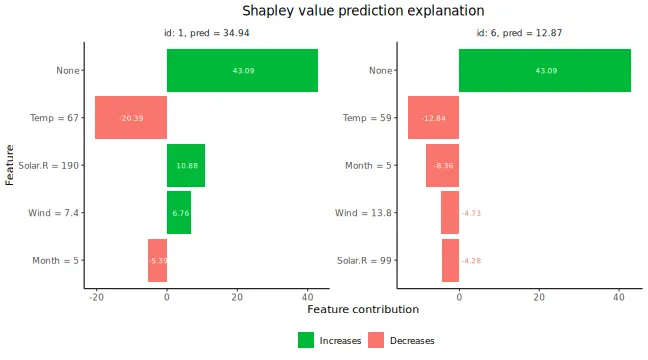 Shapley value prediction explanation
id: 1, pred = 34.94
id: 6, pred = 12.87
Feature
None
43.09
Temp = 67
-20.39
Solar.R = 190
10.88
Wind = 7.4
6.76
Month = 5
-5.39
-20
0
20
40
None
43.09
Temp = 59
-12.84
Month = 5
-8.36
Wind = 13.8
-4.73
Solar.R = 99
-4.28
0
20
40
Feature contribution
Increases
Decreases